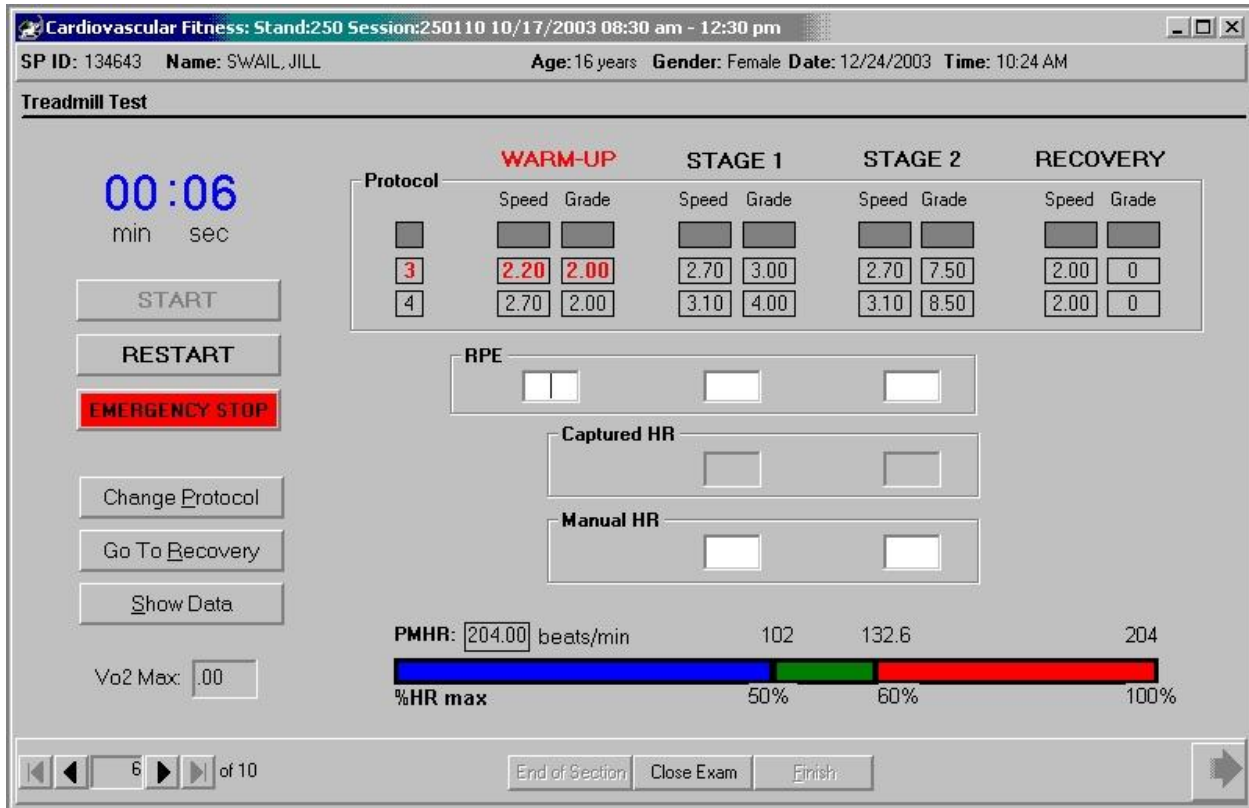 Cardiovascular Fitness: Stand:250 Session:250110 10/17/2003 08:30 am - 12:30 pm
SP ID: 134643 Name: SWAIL, JILL Age: 16 years Gender: Female Date: 12/24/2003 Time: 10:24 AM
Treadmill Test
WARM-UP STAGE 1 STAGE 2 RECOVERY
Protocol
Speed Grade Speed Grade Speed Grade Speed Grade
3 2.20 2.00 2.70 3.00 2.70 7.50 2.00 0
4 2.70 2.00 3.10 4.00 3.10 8.50 2.00 0
00:06
min sec
START
RESTART
EMERGENCY STOP
RPE
Captured HR
Manual HR
Change Protocol
Go To Recovery
Show Data
Vo2 Max: .00
PMHR: 204.00 beats/min 102 132.6 204
%HR max 50% 60% 100%
6 of 10
End of Section Close Exam Finish